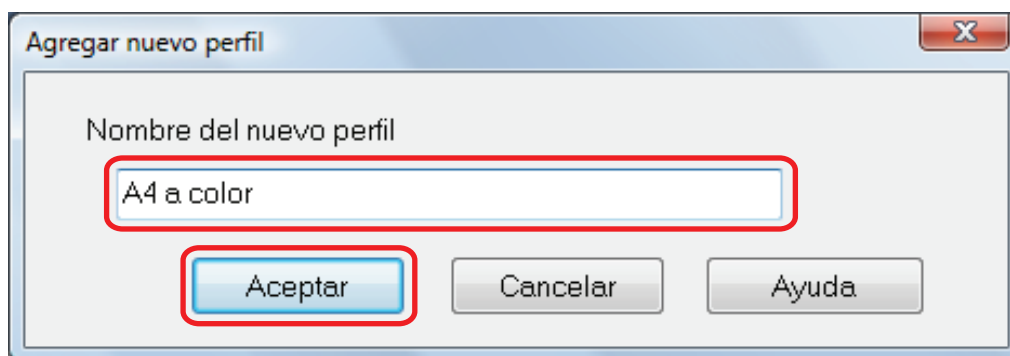 Agregar nuevo perfil
Nombre del nuevo perfil
A4 a color
Aceptar Cancelar Ayuda